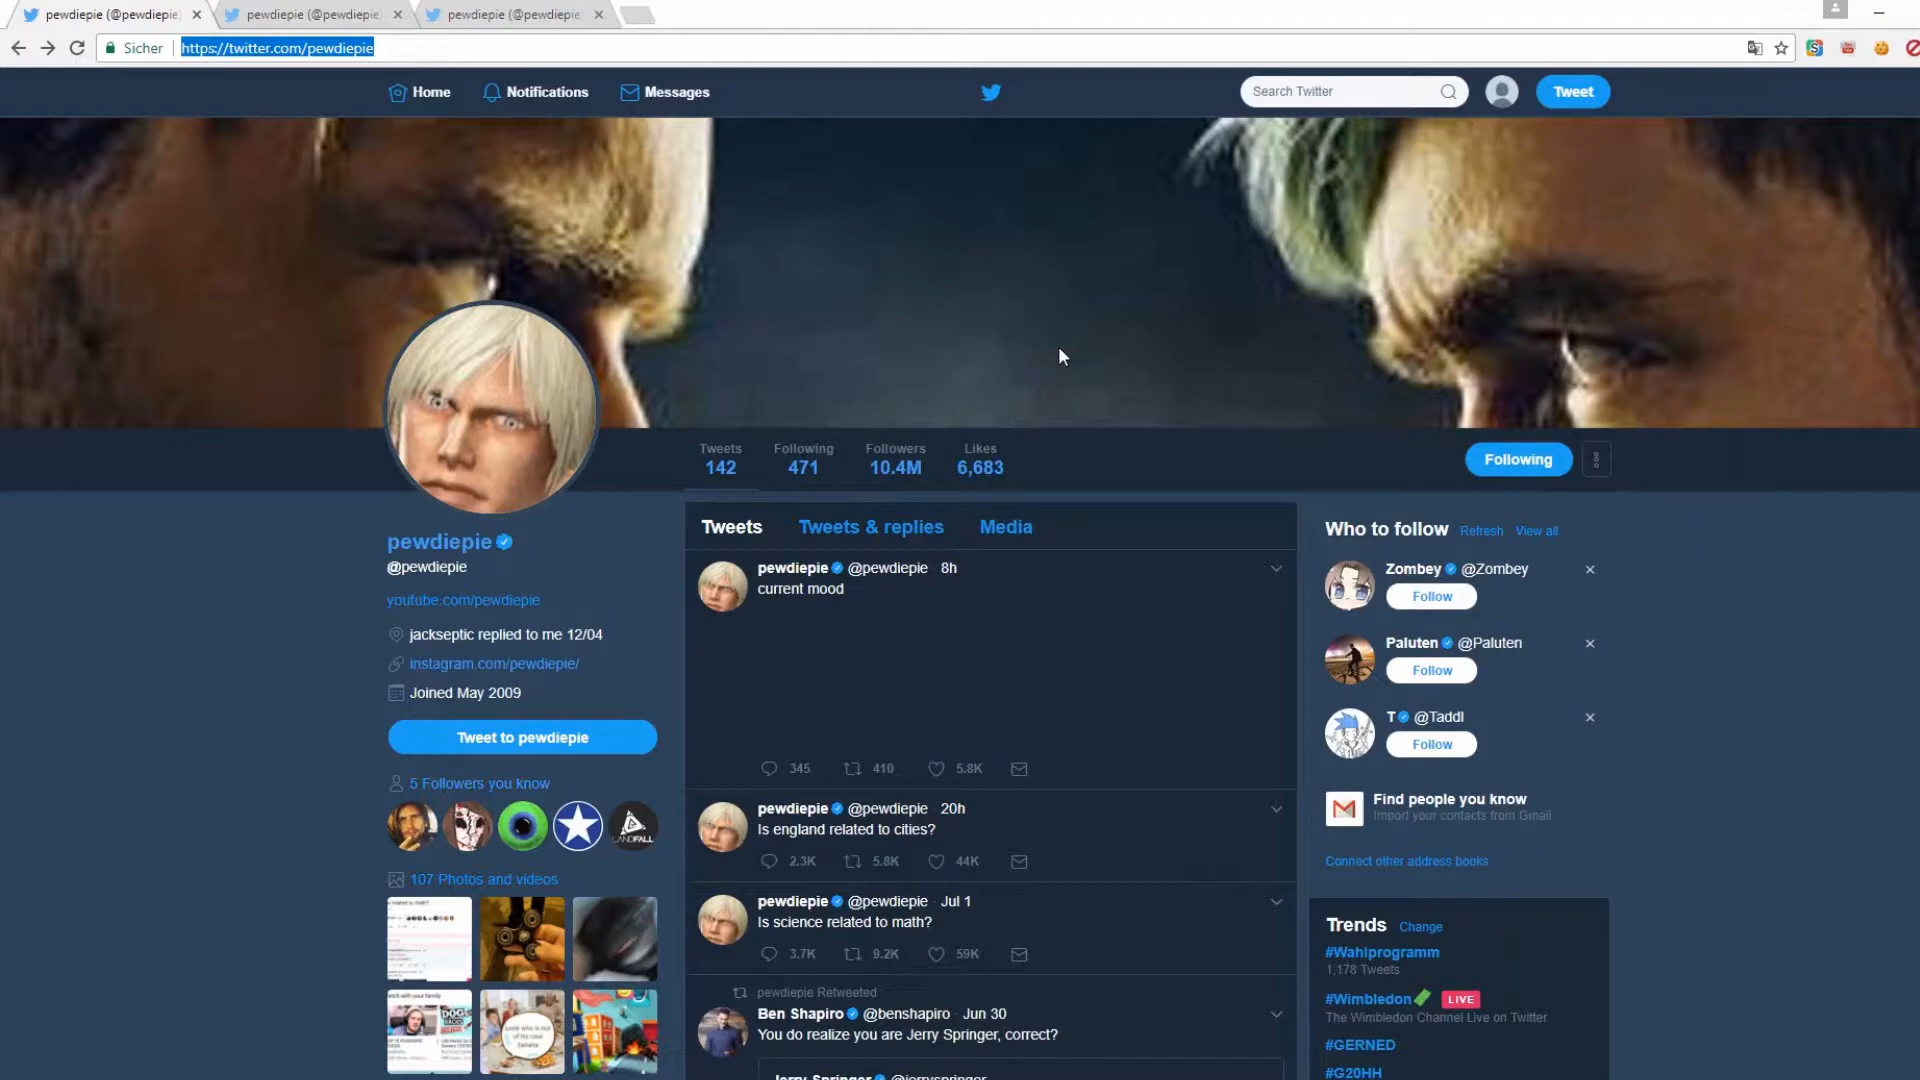 pewdiepie (@pewdiepie)
pewdiepie (@pewdiepie
pewdiepie (@pewdiepie
Sicher
https://twitter.com/pewdiepie
Home
Notifications
Messages
Search Twitter
Tweet
Tweets
142
Following
471
Followers
10.4M
Likes
6,683
Following
pewdiepie
@pewdiepie
youtube.com/pewdiepie
jackseptic replied to me 12/04
instagram.com/pewdiepie/
Joined May 2009
Tweet to pewdiepie
5 Followers you know
LANDFALL
107 Photos and videos
Tweets Tweets & replies Media
pewdiepie @pewdiepie · 8h
current mood
345 410 5.8K
pewdiepie @pewdiepie · 20h
Is england related to cities?
2.3K 5.8K 44K
pewdiepie @pewdiepie · Jul 1
Is science related to math?
3.7K 9.2K 59K
pewdiepie Retweeted
Ben Shapiro @benshapiro · Jun 30
You do realize you are Jerry Springer, correct?
Jerry Springer @jerryspringer
Who to follow Refresh View all
Zombey @Zombey
Follow
Paluten @Paluten
Follow
T @Taddl
Follow
Find people you know
Import your contacts from Gmail
Connect other address books
Trends Change
#Wahlprogramm
1,178 Tweets
#Wimbledon LIVE
The Wimbledon Channel Live on Twitter
#GERNED
#G20HH